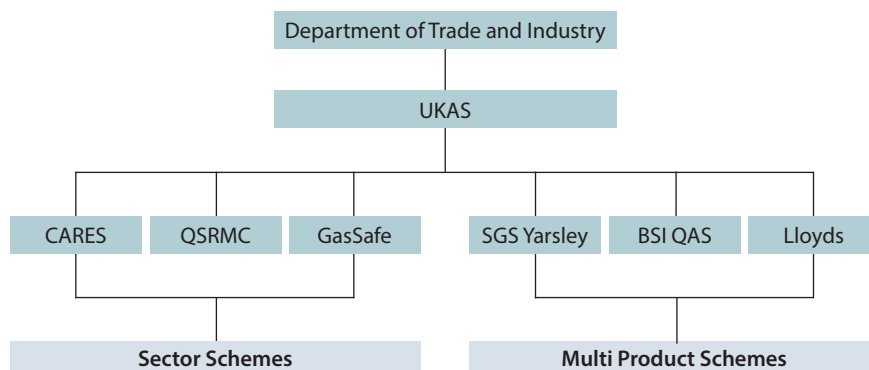 Department of Trade and Industry
UKAS
CARES
QSRMC
GasSafe
SGS Yarsley
BSI QAS
Lloyds
Sector Schemes
Multi Product Schemes